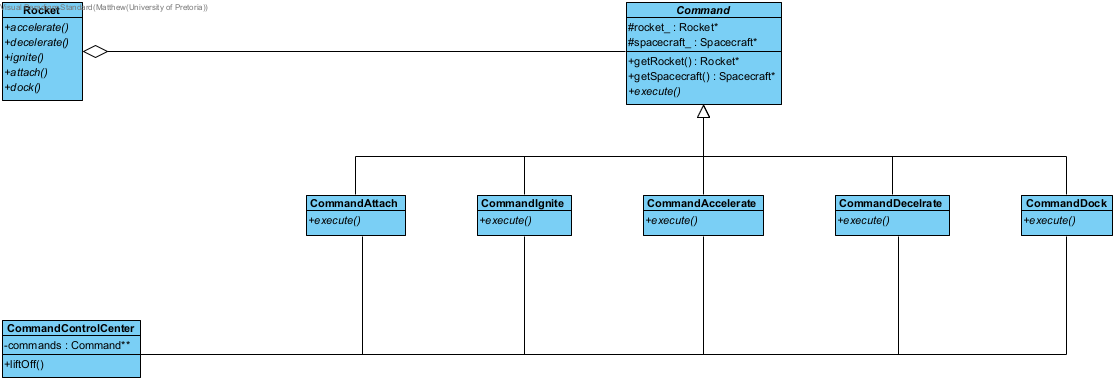 Visual Paradigm Standard(Matthew(University of Pretoria))
Rocket
+accelerate()
+decelerate()
+ignite()
+attach()
+dock()
Command
#rocket_ : Rocket*
#spacecraft_ : Spacecraft*
+getRocket() : Rocket*
+getSpacecraft() : Spacecraft*
+execute()
CommandAttach
+execute()
CommandIgnite
+execute()
CommandAccelerate
+execute()
CommandDecelrate
+execute()
CommandDock
+execute()
CommandControlCenter
-commands : Command**
+liftOff()